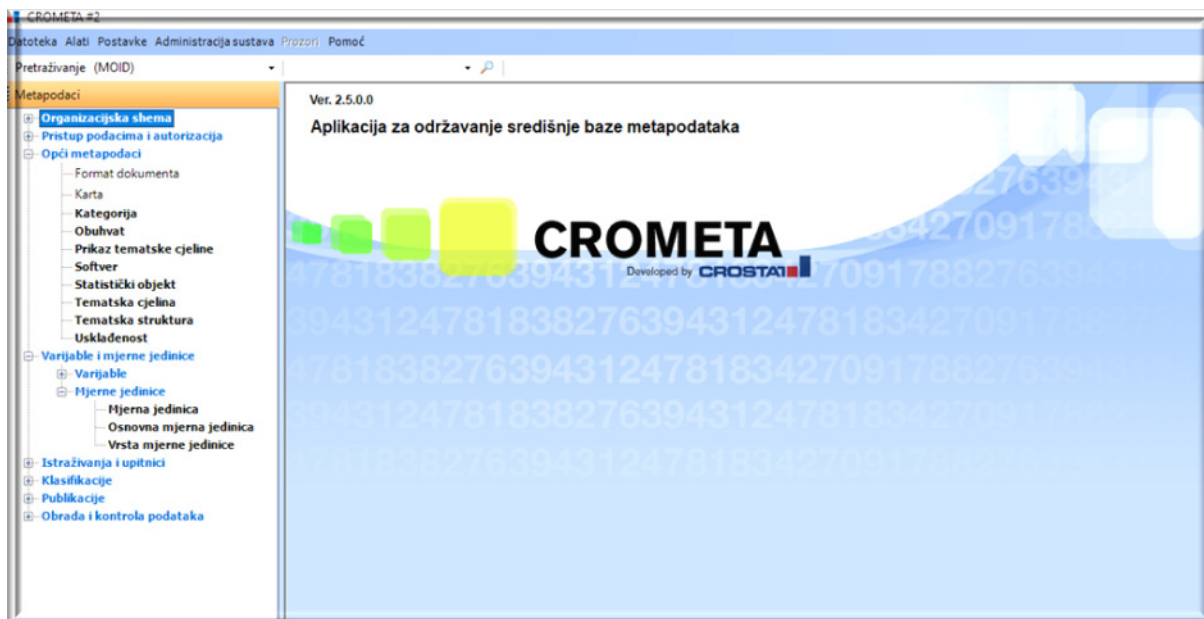 CROMETA #2
Datoteka Alati Postavke Administracija sustava Prozori Pomoć
Pretraživanje (MOID)
Metapodaci
Organizacijska shema
Pristup podacima i autorizacija
Opći metapodaci
Format dokumenta
Karta
Kategorija
Obuhvat
Prikaz tematske cjeline
Softver
Statistički objekt
Tematska cjelina
Tematska struktura
Usklađenost
Varijable i mjerne jedinice
Varijable
Mjerne jedinice
Mjerna jedinica
Osnovna mjerna jedinica
Vrsta mjerne jedinice
Istraživanja i upitnici
Klasifikacije
Publikacije
Obrada i kontrola podataka
Ver. 2.5.0.0
Aplikacija za održavanje središnje baze metapodataka
CROMETA
Developed by CROSTAT